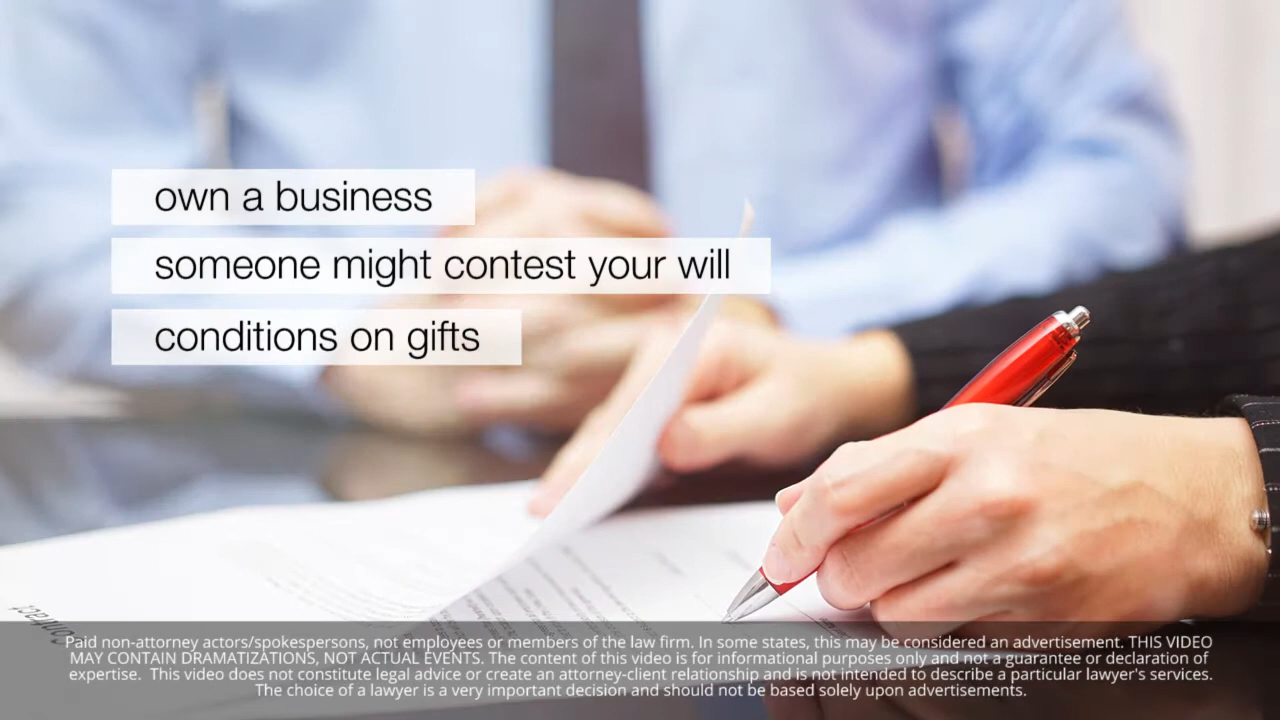 own a business
someone might contest your will
conditions on gifts
Contract
Paid non-attorney actors/spokespersons, not employees or members of the law firm. In some states, this may be considered an advertisement. THIS VIDEO
MAY CONTAIN DRAMATIZATIONS, NOT ACTUAL EVENTS. The content of this video is for informational purposes only and not a guarantee or declaration of
expertise. This video does not constitute legal advice or create an attorney-client relationship and is not intended to describe a particular lawyer's services.
The choice of a lawyer is a very important decision and should not be based solely upon advertisements.